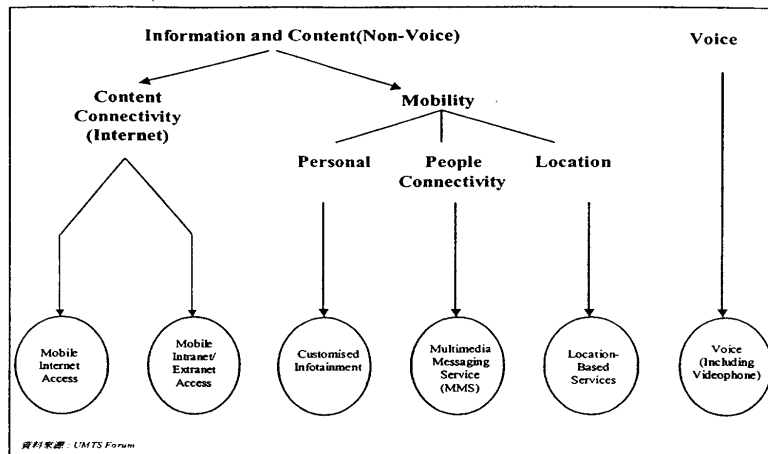 Information and Content(Non-Voice)
Voice
Content
Connectivity
(Internet)
Mobility
Personal
People
Connectivity
Location
Mobile
Internet
Access
Mobile
Intranet/
Extranet
Access
Customised
Infotainment
Multimedia
Messaging
Service
(MMS)
Location-
Based
Services
Voice
(Including
Videophone)
資料來源 : UMTS Forum